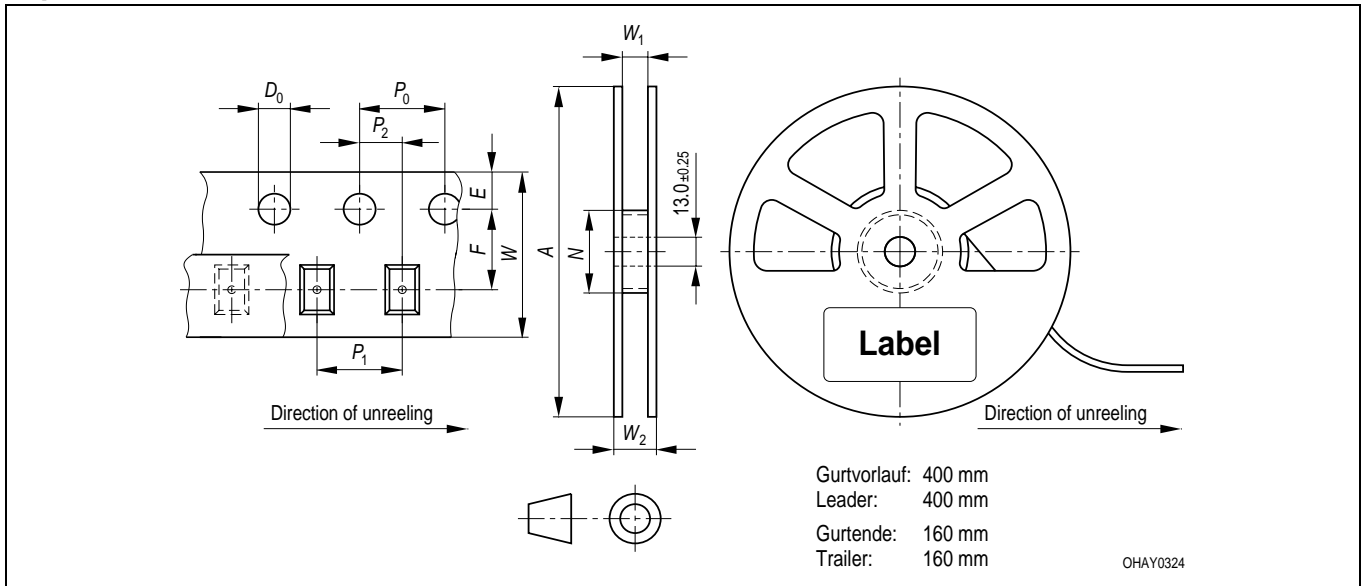 W1
D0
P0
P2
E
F
W
A
N
13.0 ±0.25
P1
W2
Label
Direction of unreeling
Direction of unreeling
Gurtvorlauf: 400 mm
Leader: 400 mm
Gurtende: 160 mm
Trailer: 160 mm
OHAY0324